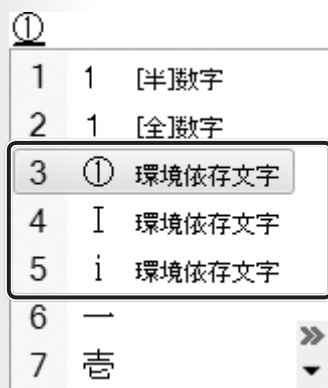 ①
1 1 [半]数字
2 1 [全]数字
3 ① 環境依存文字
4 Ⅰ 環境依存文字
5 ⅰ 環境依存文字
6 一
7 壱